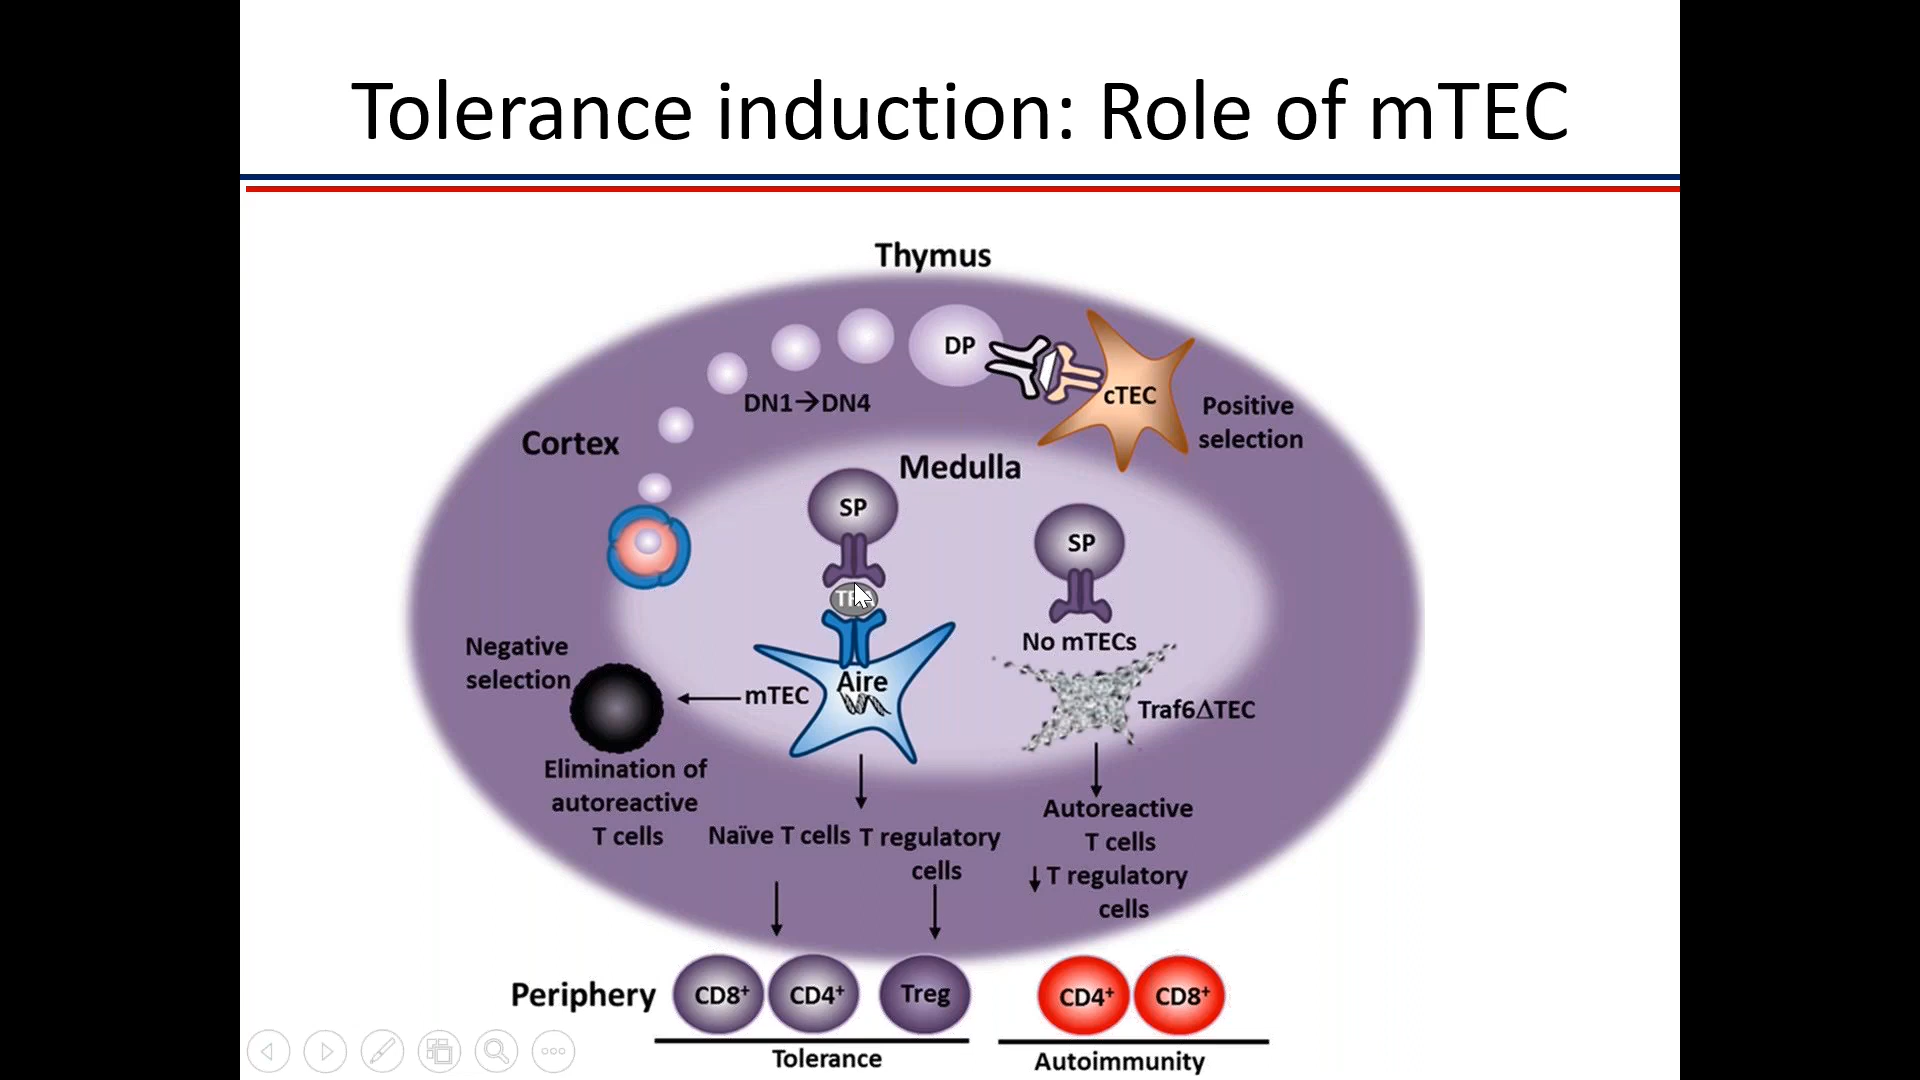 Tolerance induction: Role of mTEC
Thymus
DP
cTEC
DN1→DN4
Positive
selection
Cortex
Medulla
SP
SP
No mTECs
Negative
selection
mTEC
Aire
Traf6ΔTEC
Elimination of
autoreactive
T cells
Naïve T cells
T regulatory
cells
Autoreactive
T cells
↓T regulatory
cells
Periphery
CD8⁺
CD4⁺
Treg
CD4⁺
CD8⁺
Tolerance
Autoimmunity